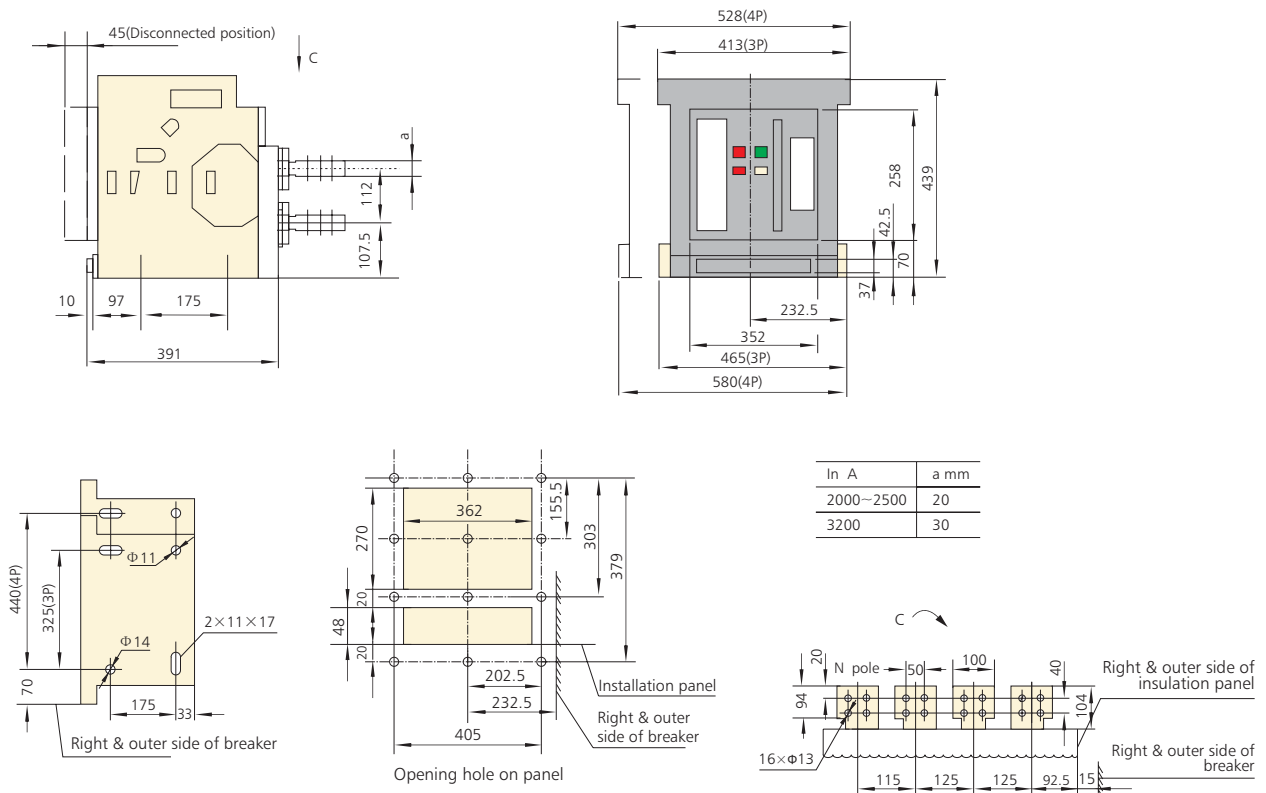 45(Disconnected position)
C
a
112
107.5
10
97
175
391
528(4P)
413(3P)
258
439
42.5
70
37
232.5
352
465(3P)
580(4P)
440(4P)
325(3P)
Φ11
Φ14
2×11×17
70
175
33
Right & outer side of breaker
362
270
155.5
303
379
20
48
20
202.5
232.5
405
Installation panel
Right & outer
side of breaker
Opening hole on panel
In A
a mm
2000~2500
20
3200
30
C
20
N pole
50
100
40
94
104
Right & outer side of
insulation panel
16×Φ13
Right & outer side of
breaker
115
125
125
92.5
15